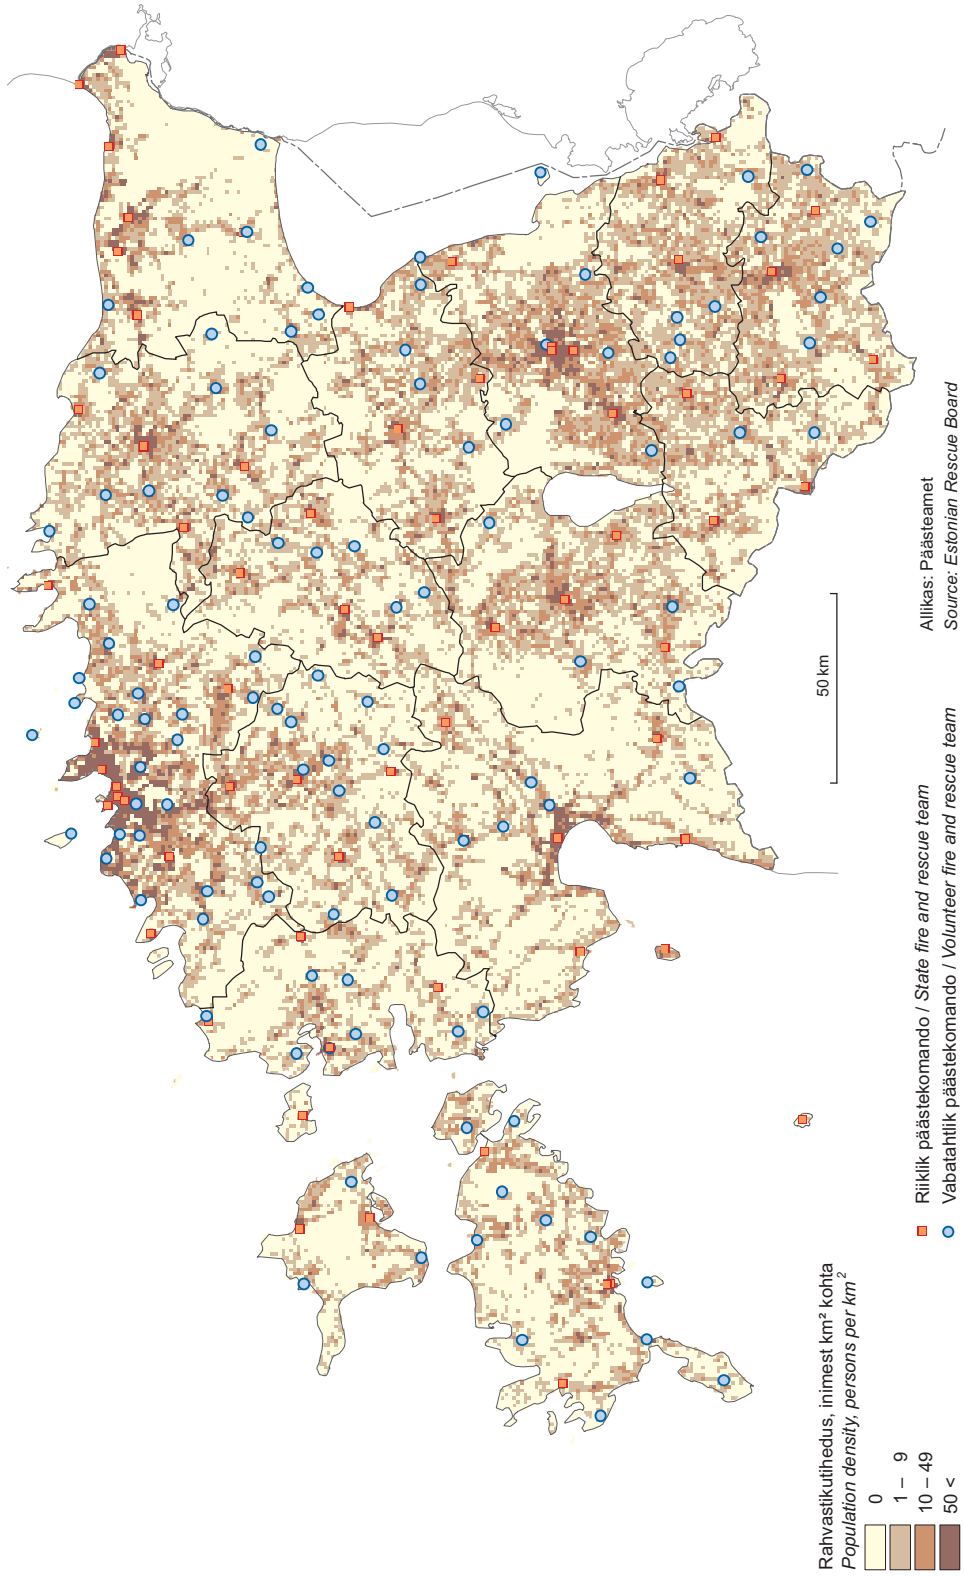 50 km
Allikas: Päästeamet
Source: Estonian Rescue Board
Rahvastikutihedus, inimest km² kohta
Population density, persons per km²
0
1 – 9
10 – 49
50 <
Riiklik päästekomando / State fire and rescue team
Vabatahtlik päästekomando / Volunteer fire and rescue team